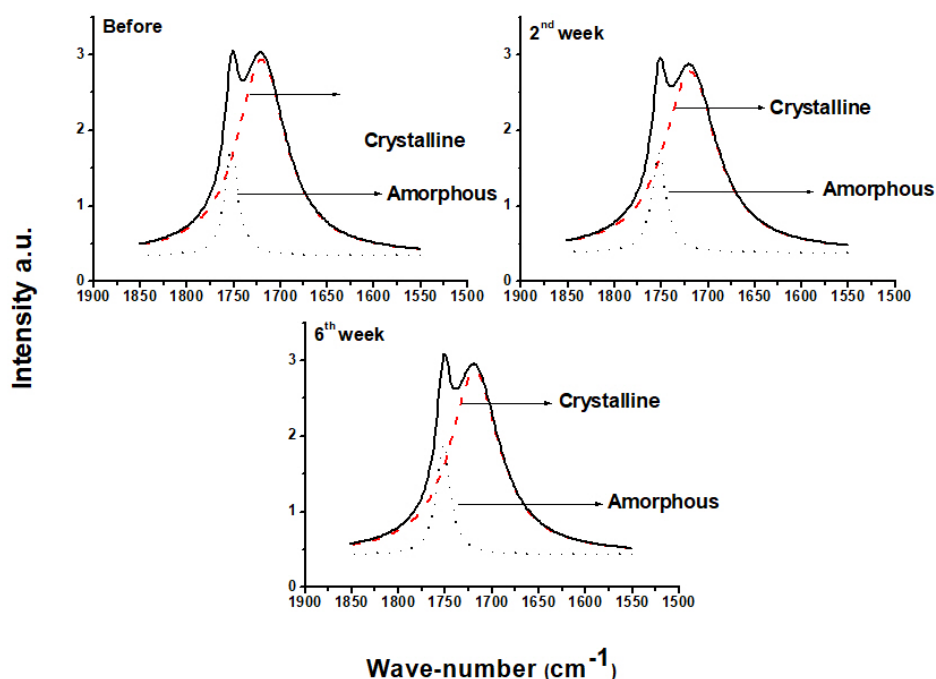 Before
3
2
1
0
Crystalline
Amorphous
1900 1850 1800 1750 1700 1650 1600 1550 1500
2nd week
3
2
1
0
Crystalline
Amorphous
1900 1850 1800 1750 1700 1650 1600 1550 1500
Intensity a.u.
6th week
3
2
1
0
Crystalline
Amorphous
1900 1850 1800 1750 1700 1650 1600 1550 1500
Wave-number (cm-1)